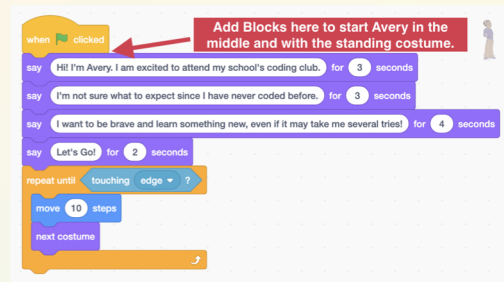 Add Blocks here to start Avery in the
middle and with the standing costume.
when clicked
say Hi! I'm Avery. I am excited to attend my school's coding club. for 3 seconds
say I'm not sure what to expect since I have never coded before. for 3 seconds
say I want to be brave and learn something new, even if it may take me several tries! for 4 seconds
say Let's Go! for 2 seconds
repeat until touching edge ?
move 10 steps
next costume